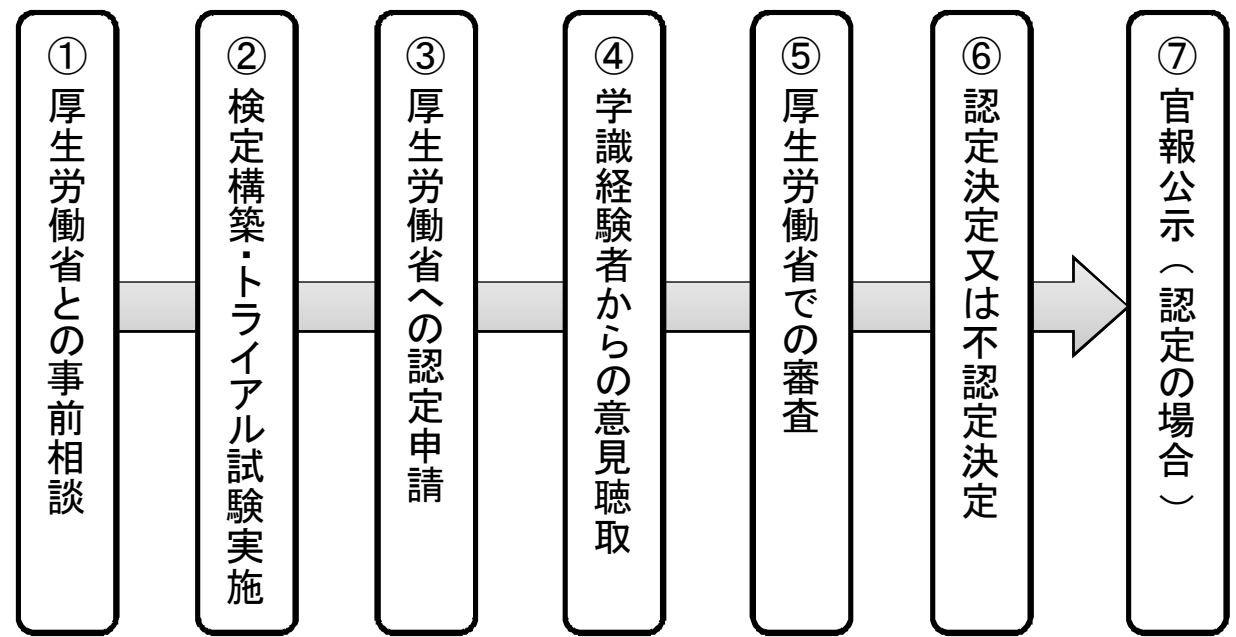 ①厚生労働省との事前相談
②検定構築・トライアル試験実施
③厚生労働省への認定申請
④学識経験者からの意見聴取
⑤厚生労働省での審査
⑥認定決定又は不認定決定
⑦官報公示（認定の場合）